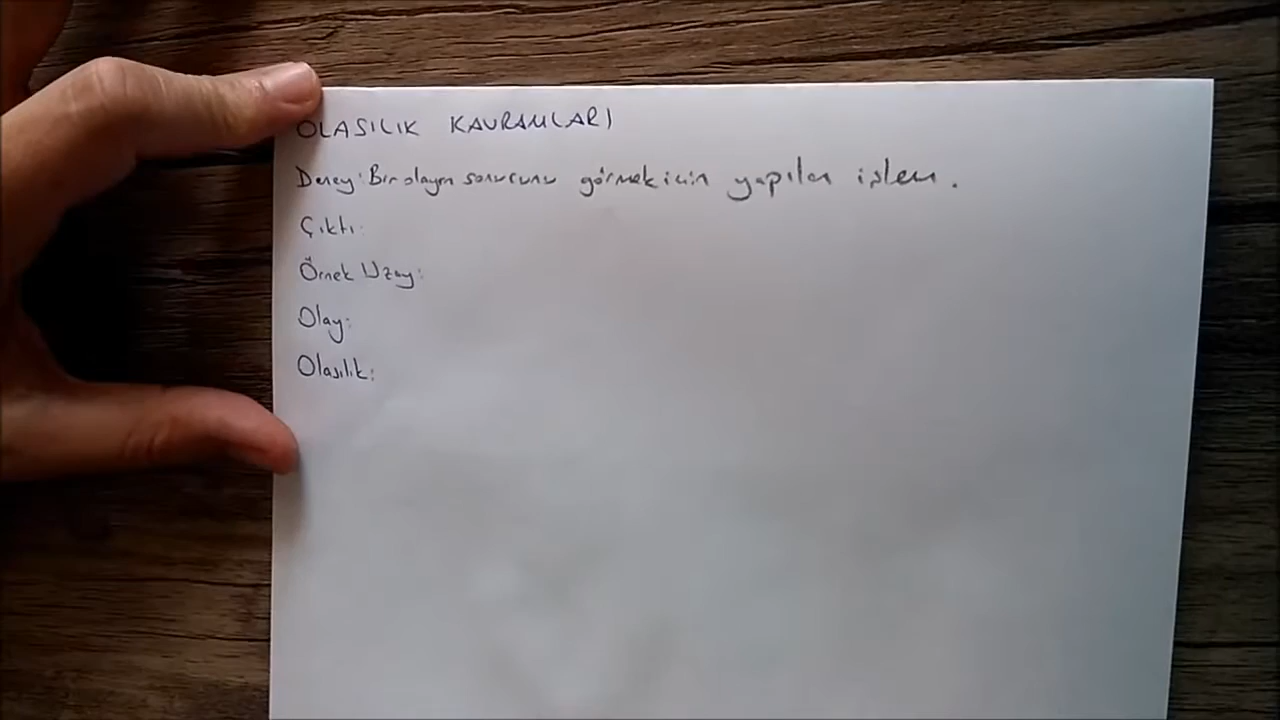 OLASILIK KAVRAMLARI
Deney: Bir olayın sonucunu görmek için yapılan işlem.
Çıktı:
Örnek Uzay:
Olay:
Olasılık: